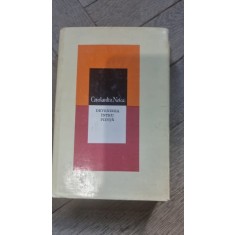 Constantin Noica
DEVENIREA
ÎNTRU
FIINȚĂ